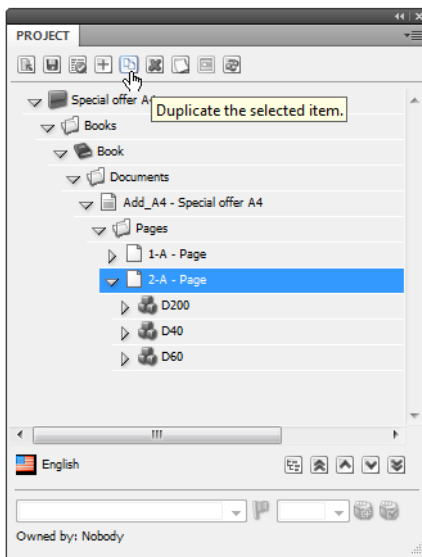 PROJECT
Special offer A4
Duplicate the selected item.
Books
Book
Documents
Add_A4 - Special offer A4
Pages
1-A - Page
2-A - Page
D200
D40
D60
English
Owned by: Nobody